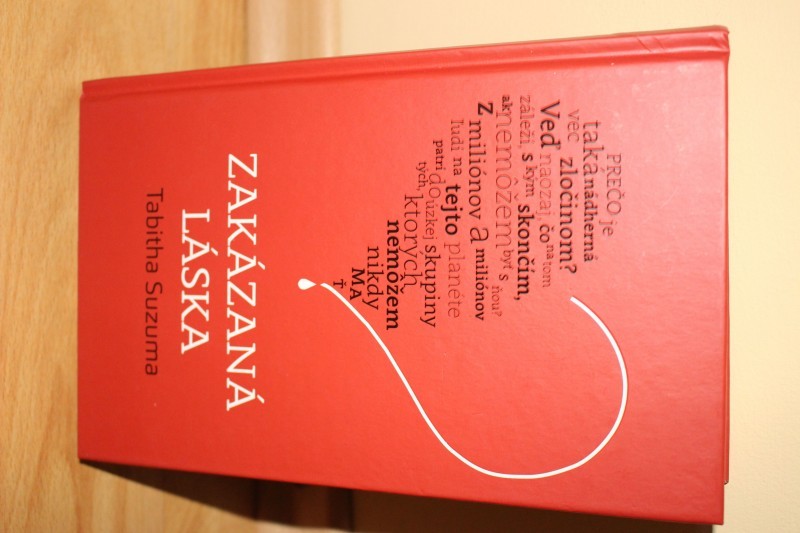 PREČO je
taká nádherná
vec zločinom?
Veď naozaj, čo na tom
záleží, s kým skončím,
ak nemôžem byť s ňou?
Z miliónov a miliónov
ľudí na tejto planéte
patrí do úzkej skupiny
tých, ktorých
nemôžem
nikdy
MA
Ť
ZAKÁZANÁ
LÁSKA
Tabitha Suzuma